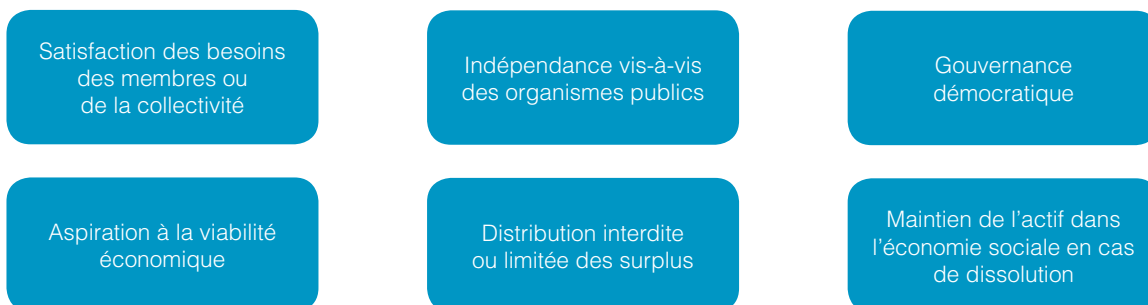 Satisfaction des besoins
des membres ou
de la collectivité
Indépendance vis-à-vis
des organismes publics
Gouvernance
démocratique
Aspiration à la viabilité
économique
Distribution interdite
ou limitée des surplus
Maintien de l’actif dans
l’économie sociale en cas
de dissolution